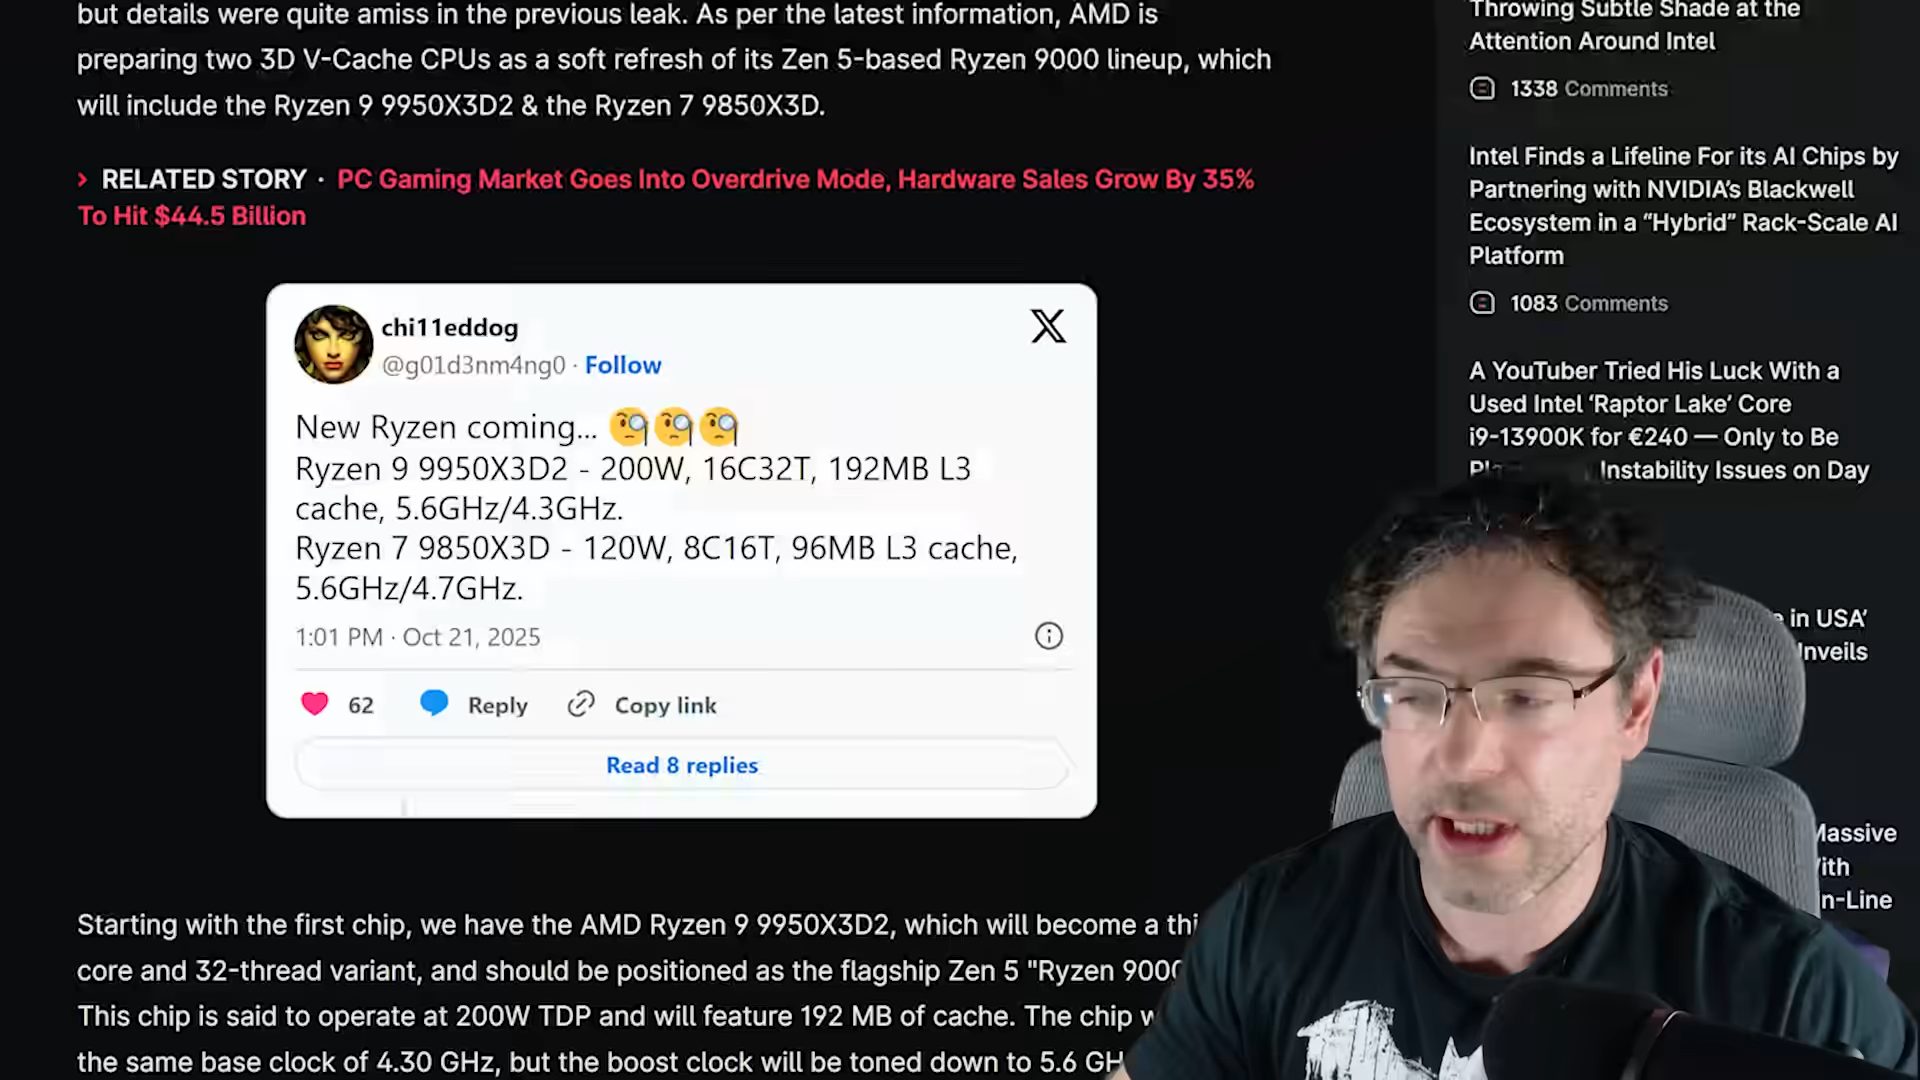 but details were quite amiss in the previous leak. As per the latest information, AMD is
preparing two 3D V-Cache CPUs as a soft refresh of its Zen 5-based Ryzen 9000 lineup, which
will include the Ryzen 9 9950X3D2 & the Ryzen 7 9850X3D.
RELATED STORY · PC Gaming Market Goes Into Overdrive Mode, Hardware Sales Grow By 35%
To Hit $44.5 Billion
chi11eddog
@g01d3nm4ng0 · Follow
New Ryzen coming... 🧐🧐🧐
Ryzen 9 9950X3D2 - 200W, 16C32T, 192MB L3
cache, 5.6GHz/4.3GHz.
Ryzen 7 9850X3D - 120W, 8C16T, 96MB L3 cache,
5.6GHz/4.7GHz.
1:01 PM · Oct 21, 2025
62 Reply Copy link
Read 8 replies
Starting with the first chip, we have the AMD Ryzen 9 9950X3D2, which will become a thi
core and 32-thread variant, and should be positioned as the flagship Zen 5 "Ryzen 9000
This chip is said to operate at 200W TDP and will feature 192 MB of cache. The chip w
the same base clock of 4.30 GHz, but the boost clock will be toned down to 5.6 GH
Throwing Subtle Shade at the
Attention Around Intel
1338 Comments
Intel Finds a Lifeline For its AI Chips by
Partnering with NVIDIA's Blackwell
Ecosystem in a "Hybrid" Rack-Scale AI
Platform
1083 Comments
A YouTuber Tried His Luck With a
Used Intel 'Raptor Lake' Core
i9-13900K for €240 — Only to Be
Instability Issues on Day
in USA'
nveils
Massive
ith
n-Line